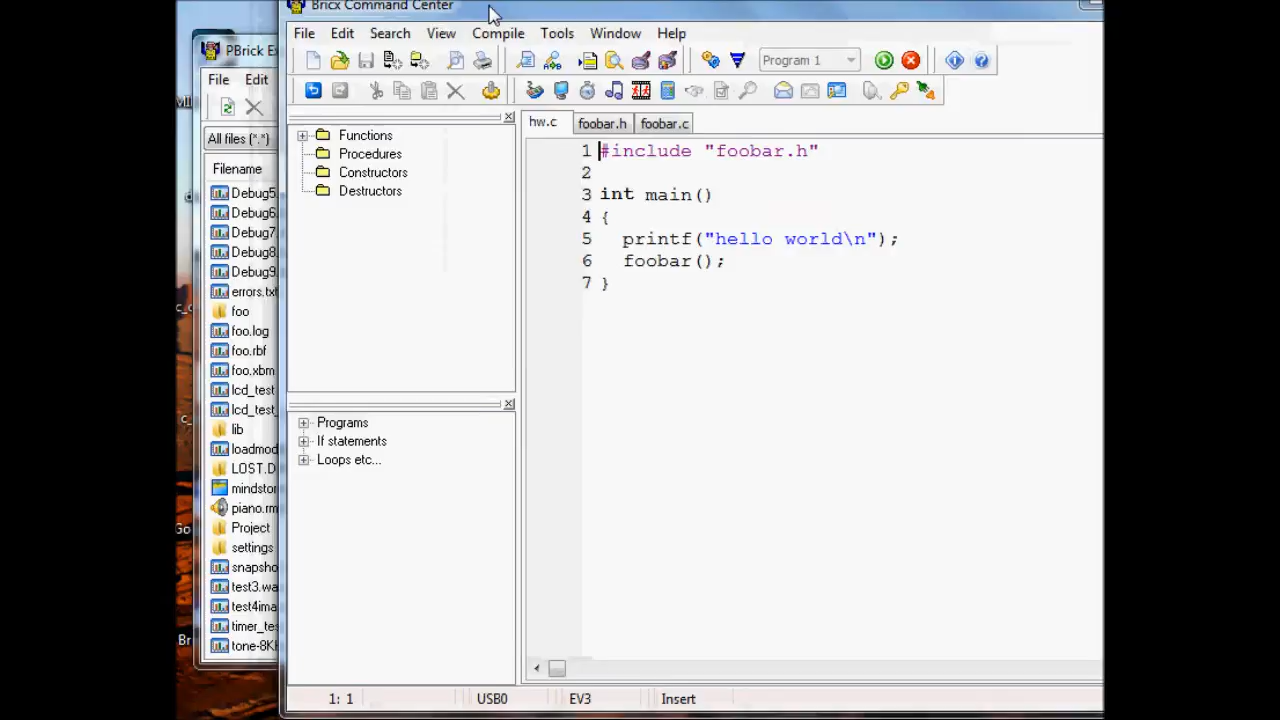 Bricx Command Center
File Edit Search View Compile Tools Window Help
Program 1
PBrick Ex
File Edit
All files (*.*)
Filename
Debug5.
Debug6.
Debug7.
Debug8.
Debug9.
errors.txt
foo
foo.log
foo.rbf
foo.xbm
lcd_test
lcd_test_
lib
loadmod
LOST.D
mindstor
piano.rm
Project
settings
snapsho
test3.wa
test4ima
timer_te
tone-8KH
Functions
Procedures
Constructors
Destructors
Programs
If statements
Loops etc...
hw.c foobar.h foobar.c
1 #include "foobar.h"
2
3 int main()
4 {
5 printf("hello world\n");
6 foobar();
7 }
1: 1 USB0 EV3 Insert